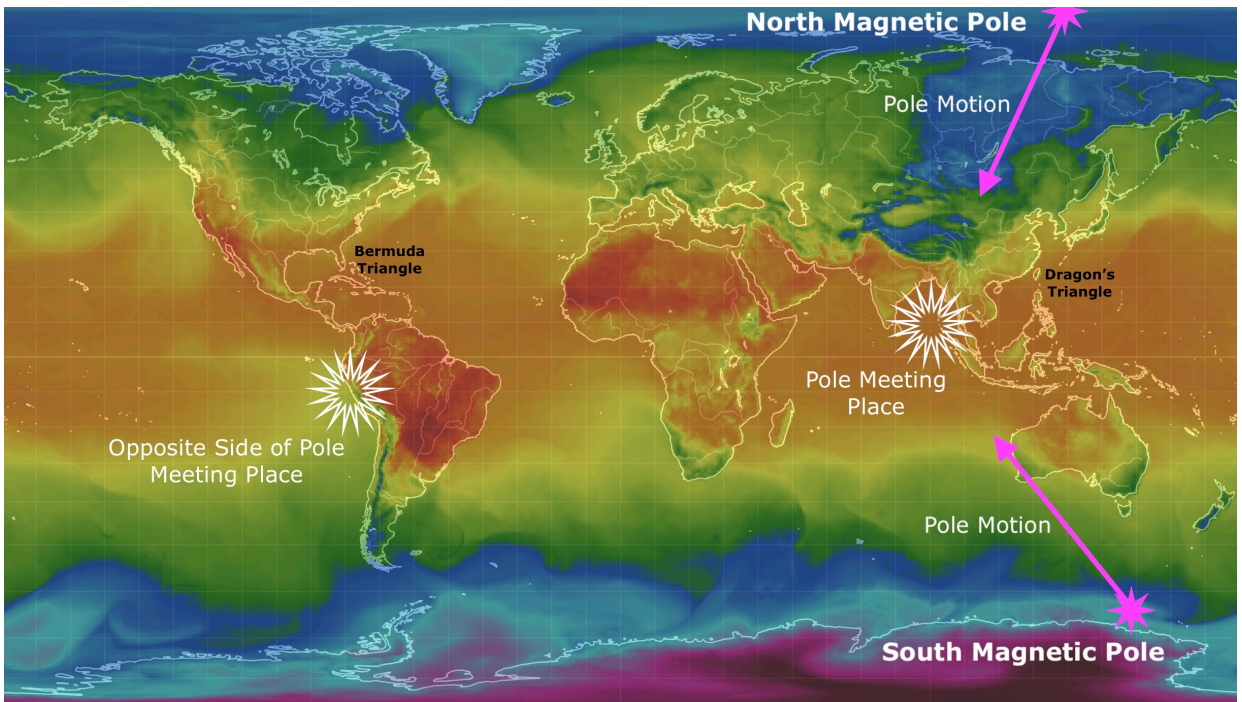 North Magnetic Pole
Pole Motion
Bermuda
Triangle
Dragon's
Triangle
Pole Meeting
Place
Opposite Side of Pole
Meeting Place
Pole Motion
South Magnetic Pole